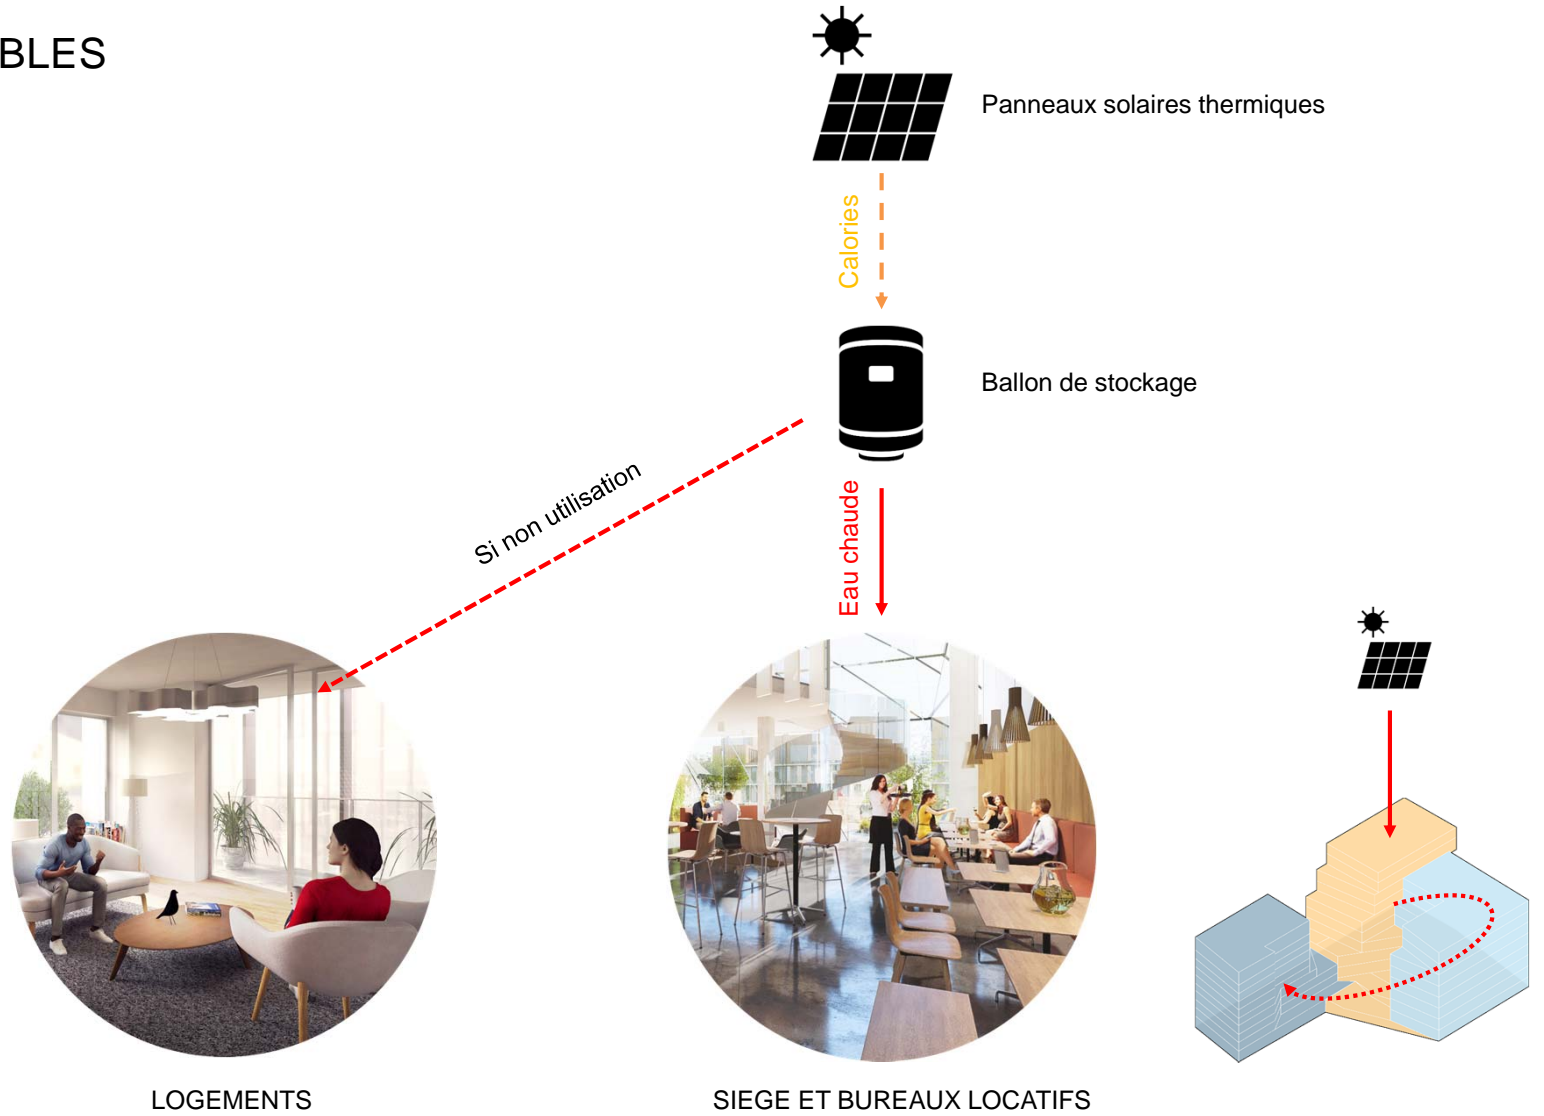 BLES
Panneaux solaires thermiques
Calories
Ballon de stockage
Si non utilisation
Eau chaude
LOGEMENTS
SIEGE ET BUREAUX LOCATIFS